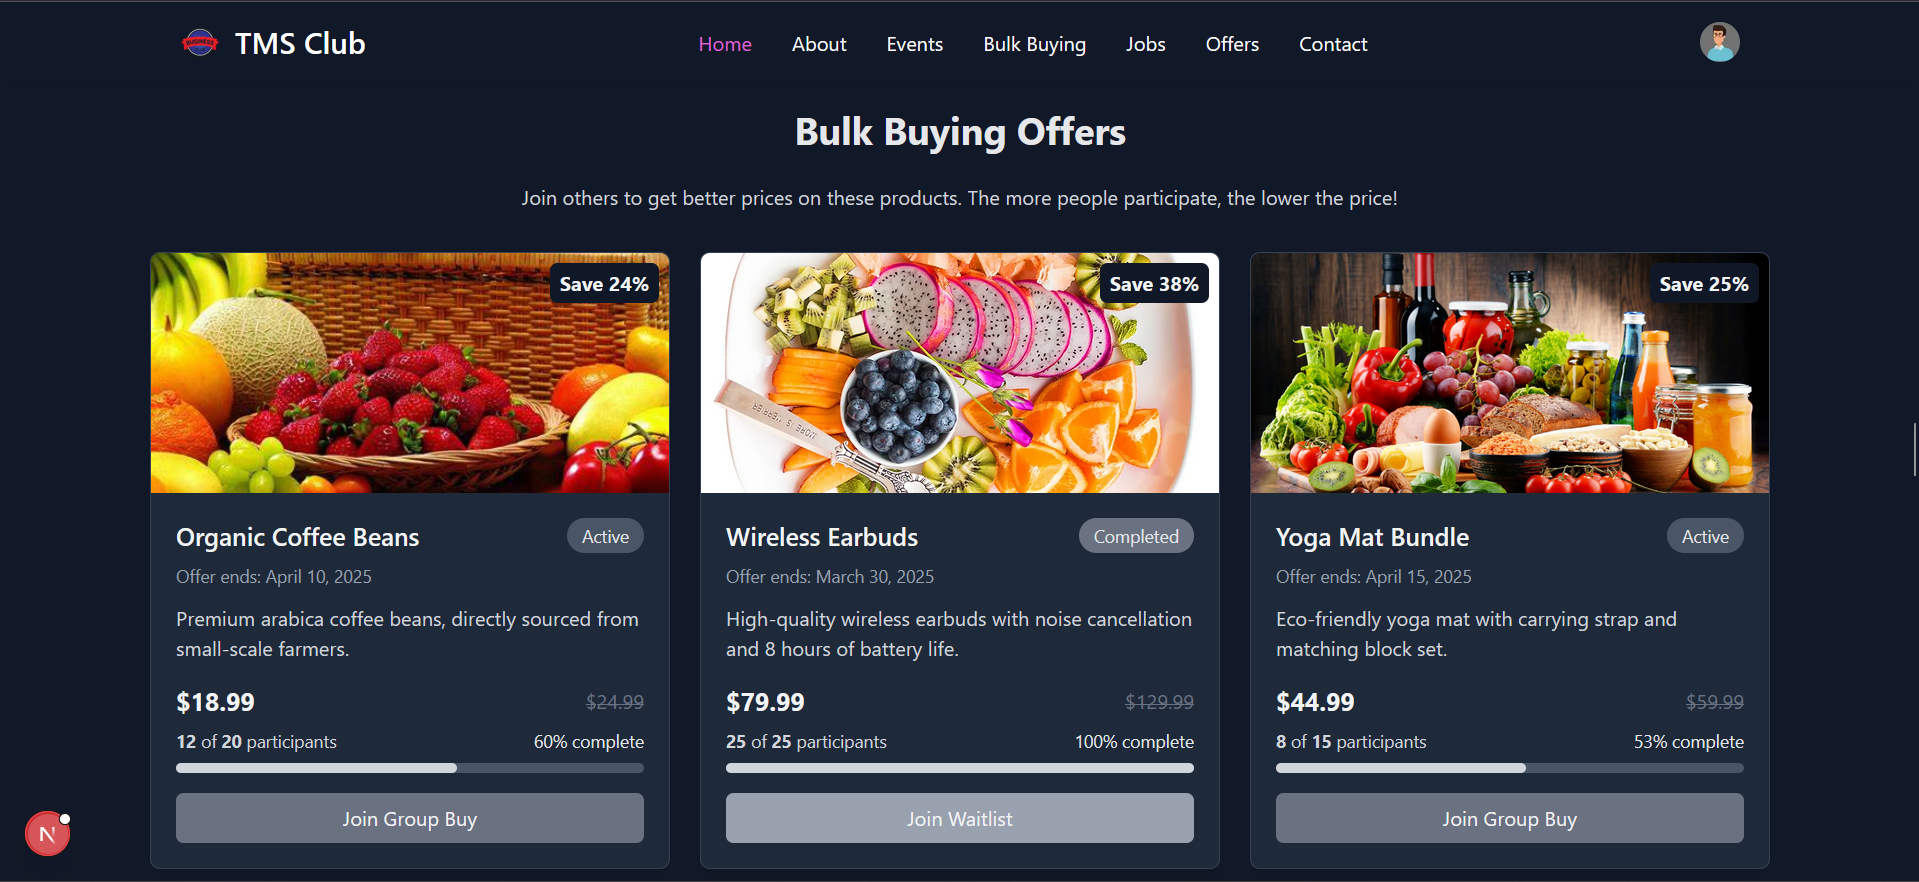 BUSINESS
TMS Club
Home
About
Events
Bulk Buying
Jobs
Offers
Contact
Bulk Buying Offers
Join others to get better prices on these products. The more people participate, the lower the price!
Save 24%
Organic Coffee Beans
Active
Offer ends: April 10, 2025
Premium arabica coffee beans, directly sourced from
small-scale farmers.
$18.99
$24.99
12 of 20 participants
60% complete
Join Group Buy
Save 38%
MORE & MERRIER
Wireless Earbuds
Completed
Offer ends: March 30, 2025
High-quality wireless earbuds with noise cancellation
and 8 hours of battery life.
$79.99
$129.99
25 of 25 participants
100% complete
Join Waitlist
Save 25%
Yoga Mat Bundle
Active
Offer ends: April 15, 2025
Eco-friendly yoga mat with carrying strap and
matching block set.
$44.99
$59.99
8 of 15 participants
53% complete
Join Group Buy
N